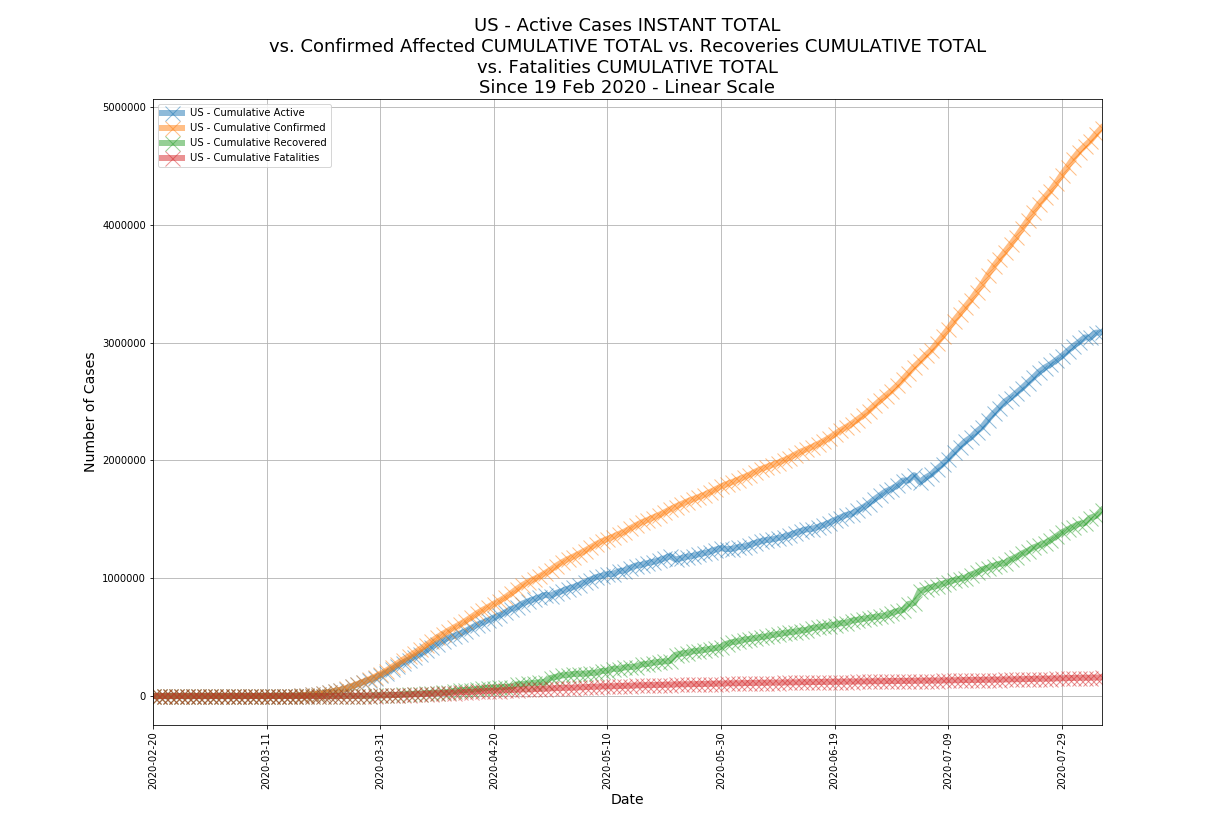 US - Active Cases INSTANT TOTAL
vs. Confirmed Affected CUMULATIVE TOTAL vs. Recoveries CUMULATIVE TOTAL
vs. Fatalities CUMULATIVE TOTAL
Since 19 Feb 2020 - Linear Scale
US - Cumulative Active
US - Cumulative Confirmed
US - Cumulative Recovered
US - Cumulative Fatalities
Number of Cases
5000000
4000000
3000000
2000000
1000000
0
2020-02-20
2020-03-11
2020-03-31
2020-04-20
2020-05-10
2020-05-30
2020-06-19
2020-07-09
2020-07-29
Date